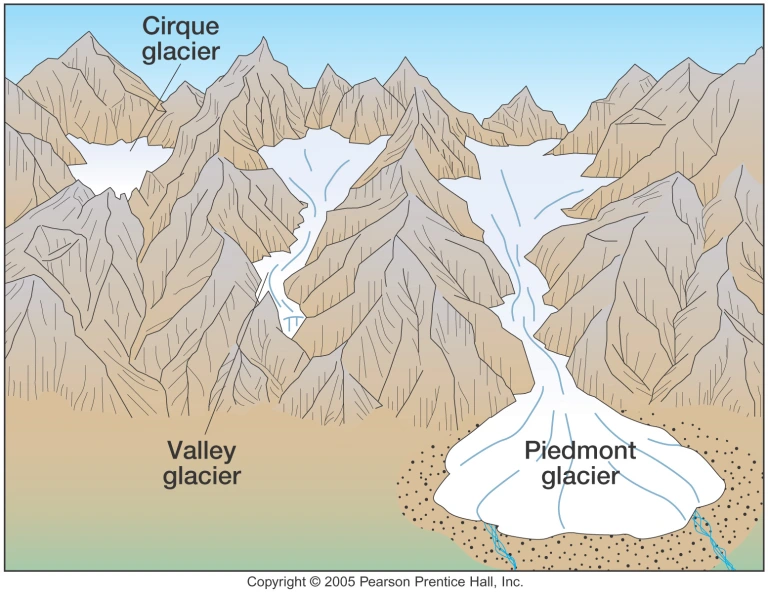 Cirque
glacier
Valley
glacier
Piedmont
glacier
Copyright © 2005 Pearson Prentice Hall, Inc.